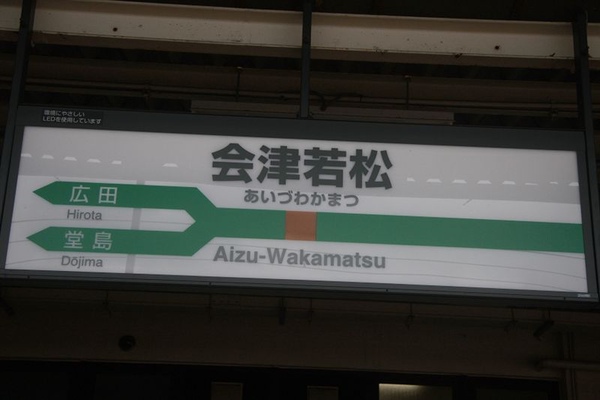 環境にやさしい
LEDを使用しています
会津若松
あいづわかまつ
広田
Hirota
堂島
Dōjima
Aizu-Wakamatsu